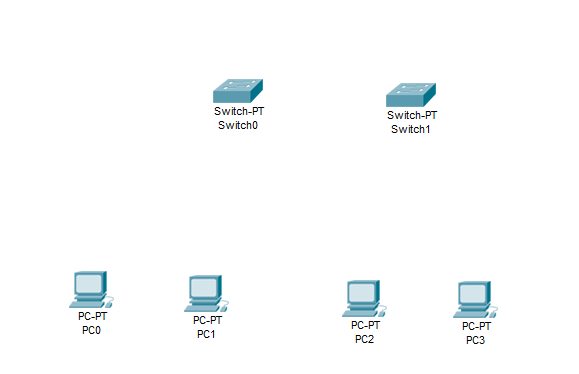 Switch-PT
Switch0
Switch-PT
Switch1
PC-PT
PC0
PC-PT
PC1
PC-PT
PC2
PC-PT
PC3